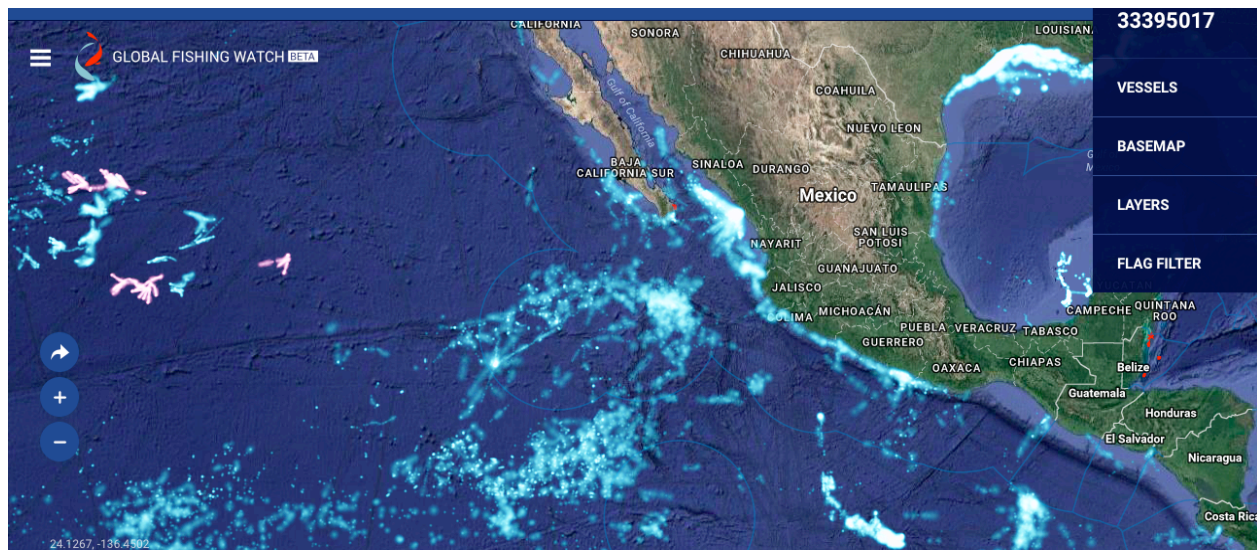 CALIFORNIA
SONORA
LOUISIAN
33395017
GLOBAL FISHING WATCH BETA
CHIHUAHUA
VESSELS
COAHUILA
Gulf of California
NUEVO LEON
BASEMAP
BAJA
CALIFORNIA SUR
SINALOA
DURANGO
G
M
Mexico
TAMAULIPAS
LAYERS
NAYARIT
SAN LUIS
POTOSI
FLAG FILTER
GUANAJUATO
JALISCO
COLIMA
MICHOACÁN
CAMPECHE
QUINTANA
ROO
PUEBLA
VERACRUZ
TABASCO
GUERRERO
OAXACA
CHIAPAS
Belize
Guatemala
Honduras
El Salvador
Nicaragua
Costa Rica
24.1267, -136.4502